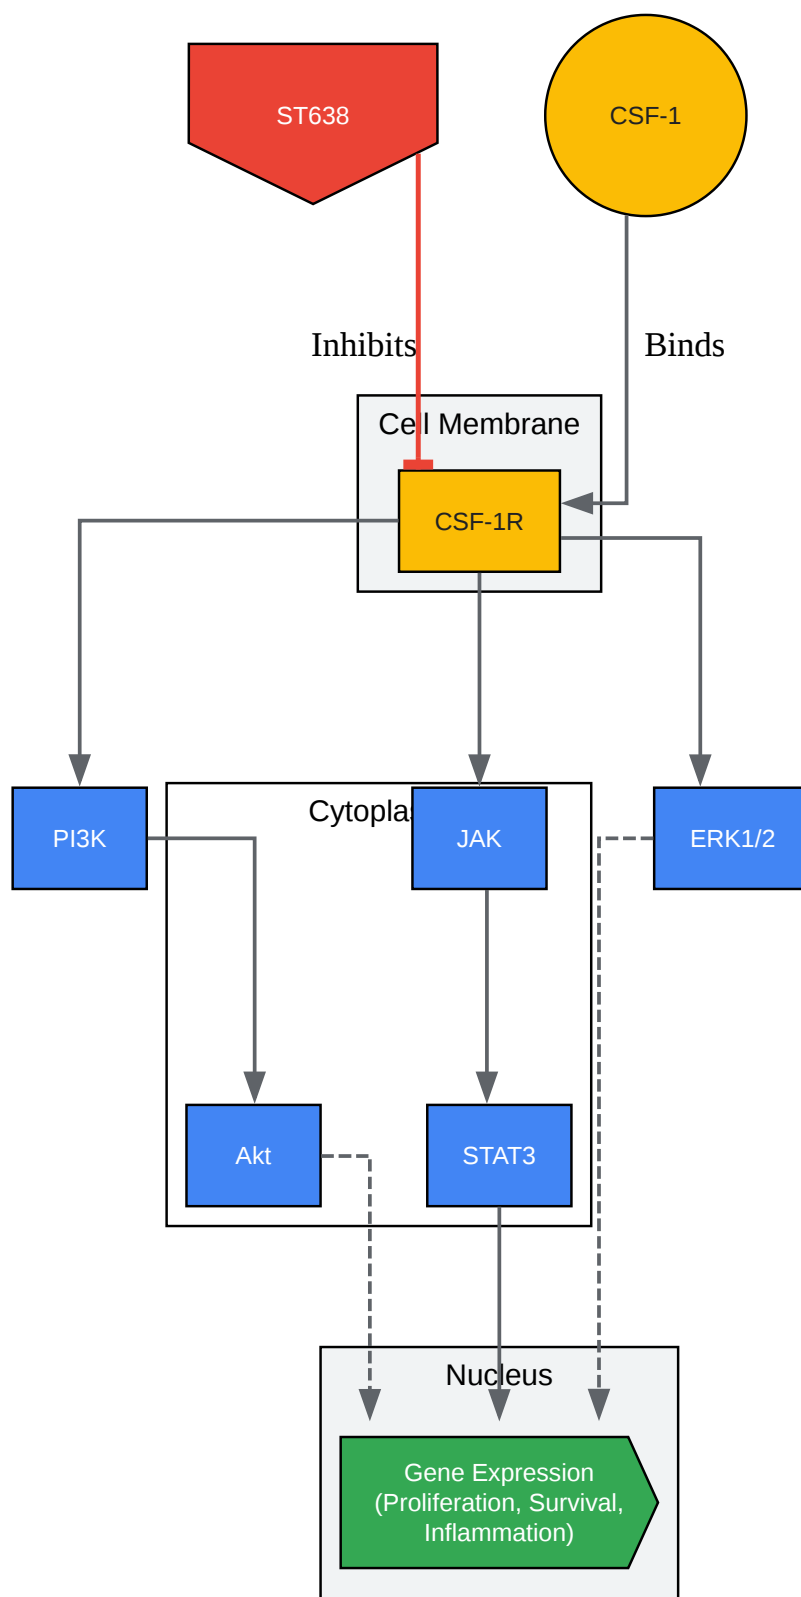 ST638
CSF-1
Inhibits
Binds
Cell Membrane
CSF-1R
Cytoplas
PI3K
JAK
ERK1/2
Akt
STAT3
Nucleus
Gene Expression
(Proliferation, Survival,
Inflammation)